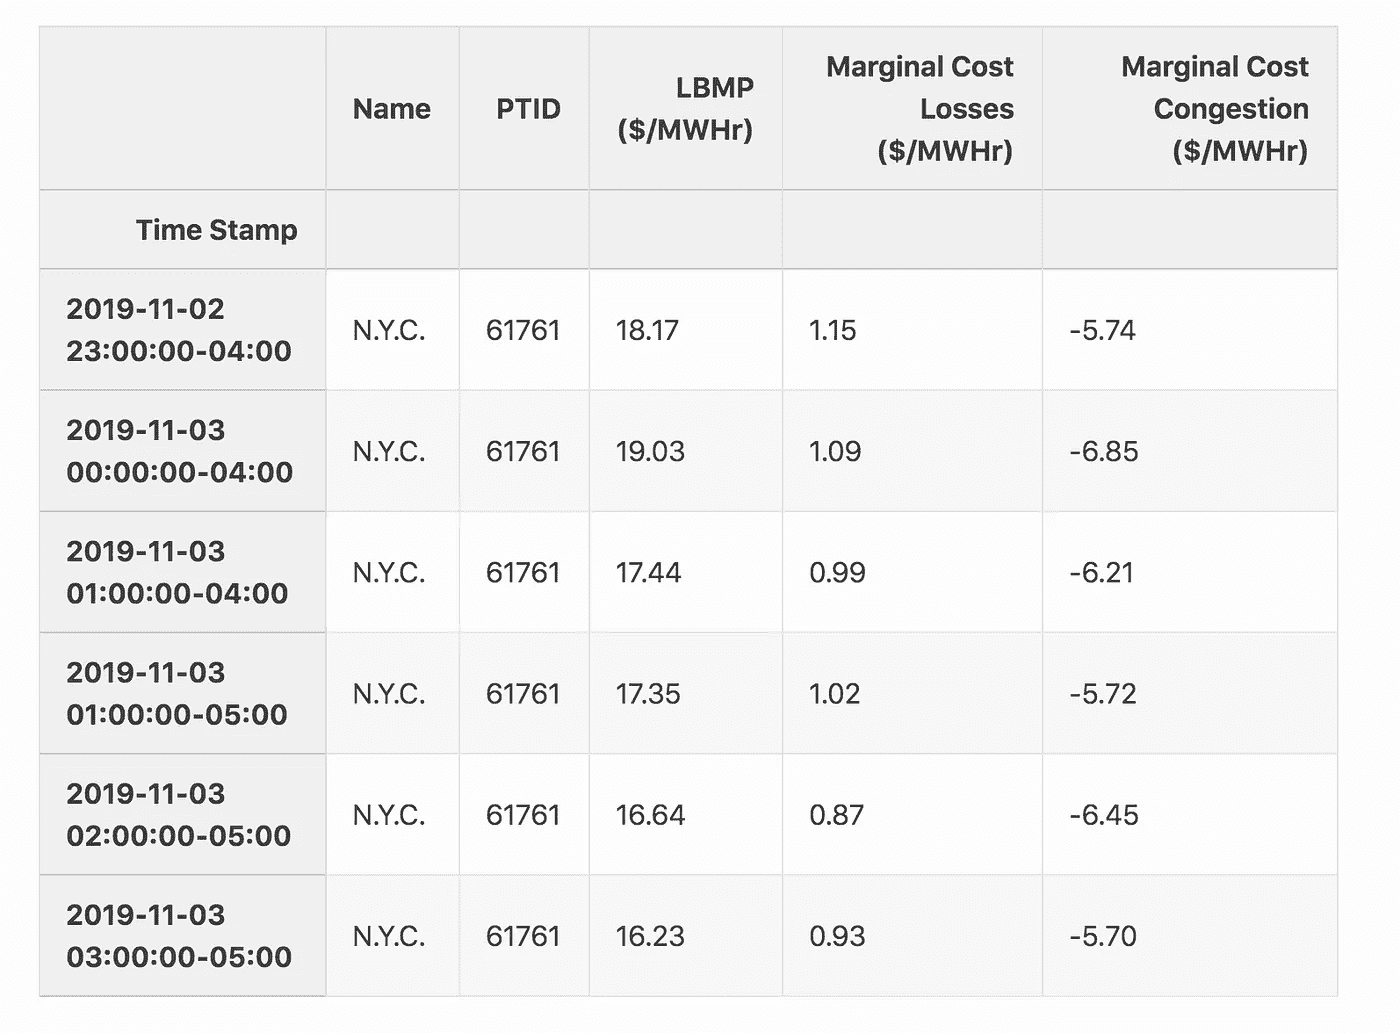 Name PTID LBMP ($/MWHr) Marginal Cost Losses ($/MWHr) Marginal Cost Congestion ($/MWHr)
Time Stamp
2019-11-02 23:00:00-04:00 N.Y.C. 61761 18.17 1.15 -5.74
2019-11-03 00:00:00-04:00 N.Y.C. 61761 19.03 1.09 -6.85
2019-11-03 01:00:00-04:00 N.Y.C. 61761 17.44 0.99 -6.21
2019-11-03 01:00:00-05:00 N.Y.C. 61761 17.35 1.02 -5.72
2019-11-03 02:00:00-05:00 N.Y.C. 61761 16.64 0.87 -6.45
2019-11-03 03:00:00-05:00 N.Y.C. 61761 16.23 0.93 -5.70